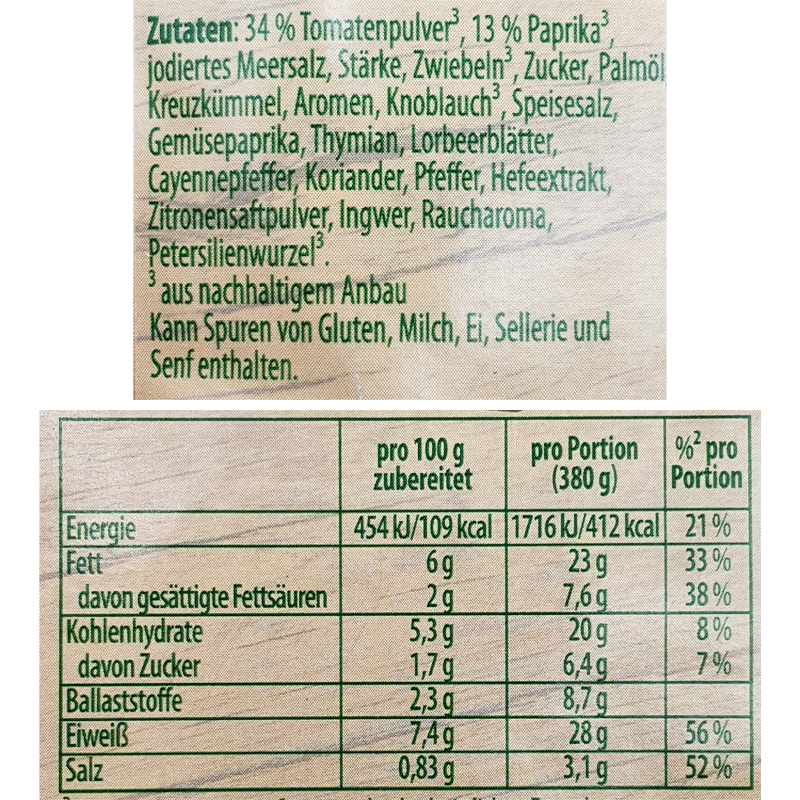 Zutaten: 34 % Tomatenpulver³, 13 % Paprika³,
jodiertes Meersalz, Stärke, Zwiebeln³, Zucker, Palmöl
Kreuzkümmel, Aromen, Knoblauch³, Speisesalz,
Gemüsepaprika, Thymian, Lorbeerblätter,
Cayennepfeffer, Koriander, Pfeffer, Hefeextrakt,
Zitronensaftpulver, Ingwer, Raucharoma,
Petersilienwurzel³.
³ aus nachhaltigem Anbau
Kann Spuren von Gluten, Milch, Ei, Sellerie und
Senf enthalten.
pro 100 g zubereitet pro Portion (380 g) %² pro Portion
Energie 454 kJ/109 kcal 1716 kJ/412 kcal 21 %
Fett 6 g 23 g 33 %
davon gesättigte Fettsäuren 2 g 7,6 g 38 %
Kohlenhydrate 5,3 g 20 g 8 %
davon Zucker 1,7 g 6,4 g 7 %
Ballaststoffe 2,3 g 8,7 g
Eiweiß 7,4 g 28 g 56 %
Salz 0,83 g 3,1 g 52 %